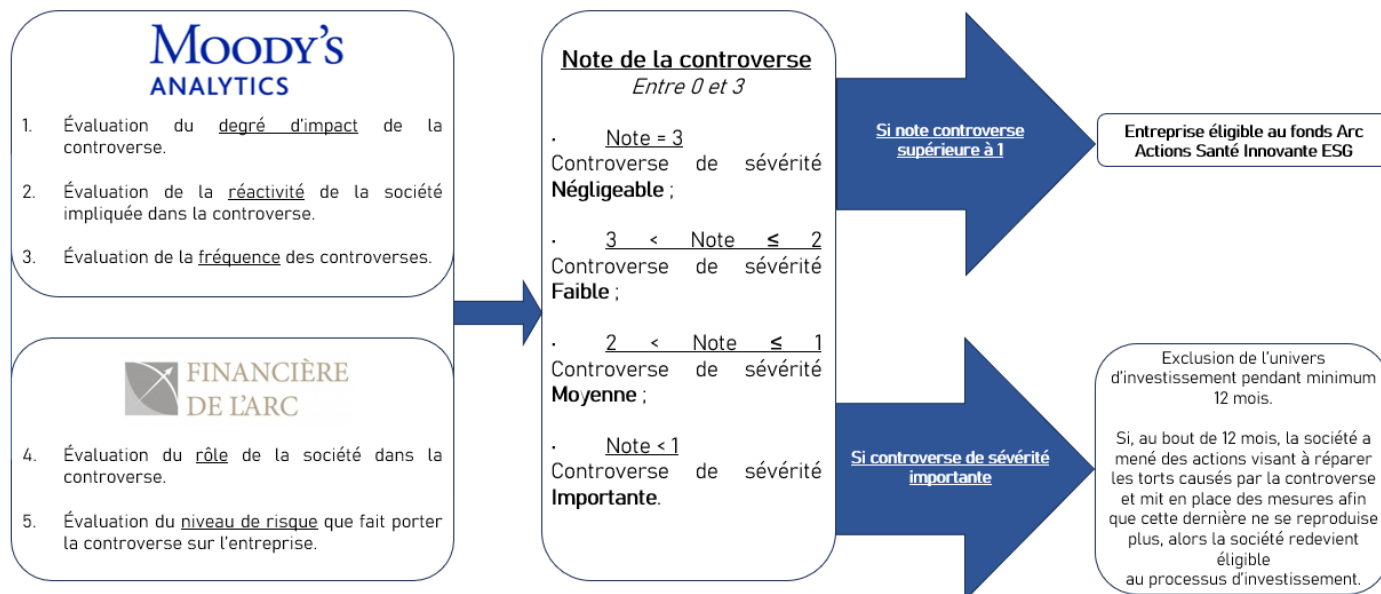 MOODY'S
ANALYTICS
1. Évaluation du degré d'impact de la
controverse.
2. Évaluation de la réactivité de la société
impliquée dans la controverse.
3. Évaluation de la fréquence des controverses.
FINANCIÈRE
DE L'ARC
4. Évaluation du rôle de la société dans la
controverse.
5. Évaluation du niveau de risque que fait porter
la controverse sur l'entreprise.
Note de la controverse
Entre 0 et 3
· Note = 3
Controverse de sévérité
Négligeable ;
· 3 < Note ≤ 2
Controverse de sévérité
Faible ;
· 2 < Note ≤ 1
Controverse de sévérité
Moyenne ;
· Note < 1
Controverse de sévérité
Importante.
Si note controverse
supérieure à 1
Entreprise éligible au fonds Arc
Actions Santé Innovante ESG
Si controverse de sévérité
importante
Exclusion de l'univers
d'investissement pendant minimum
12 mois.
Si, au bout de 12 mois, la société a
mené des actions visant à réparer
les torts causés par la controverse
et mit en place des mesures afin
que cette dernière ne se reproduise
plus, alors la société redevient
éligible
au processus d'investissement.